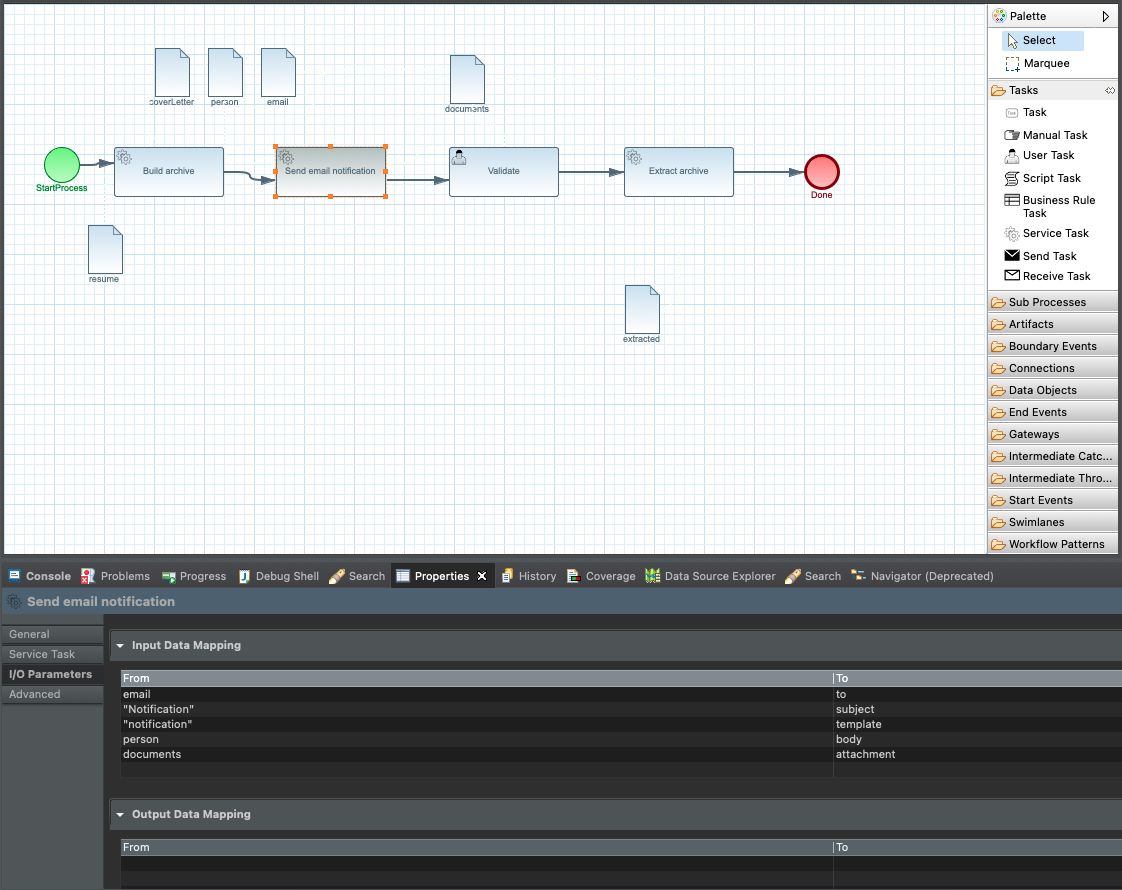 Palette
Select
Marquee
Tasks
Task
Manual Task
User Task
Script Task
Business Rule
Task
Service Task
Send Task
Receive Task
Sub Processes
Artifacts
Boundary Events
Connections
Data Objects
End Events
Gateways
Intermediate Catc...
Intermediate Thro...
Start Events
Swimlanes
Workflow Patterns
coverLetter person email documents
StartProcess Build archive Send email notification Validate Extract archive Done
resume
extracted
Console Problems Progress Debug Shell Search Properties History Coverage Data Source Explorer Search Navigator (Deprecated)
Send email notification
General
Service Task
I/O Parameters
Advanced
Input Data Mapping
From To
email to
"Notification" subject
"notification" template
person body
documents attachment
Output Data Mapping
From To